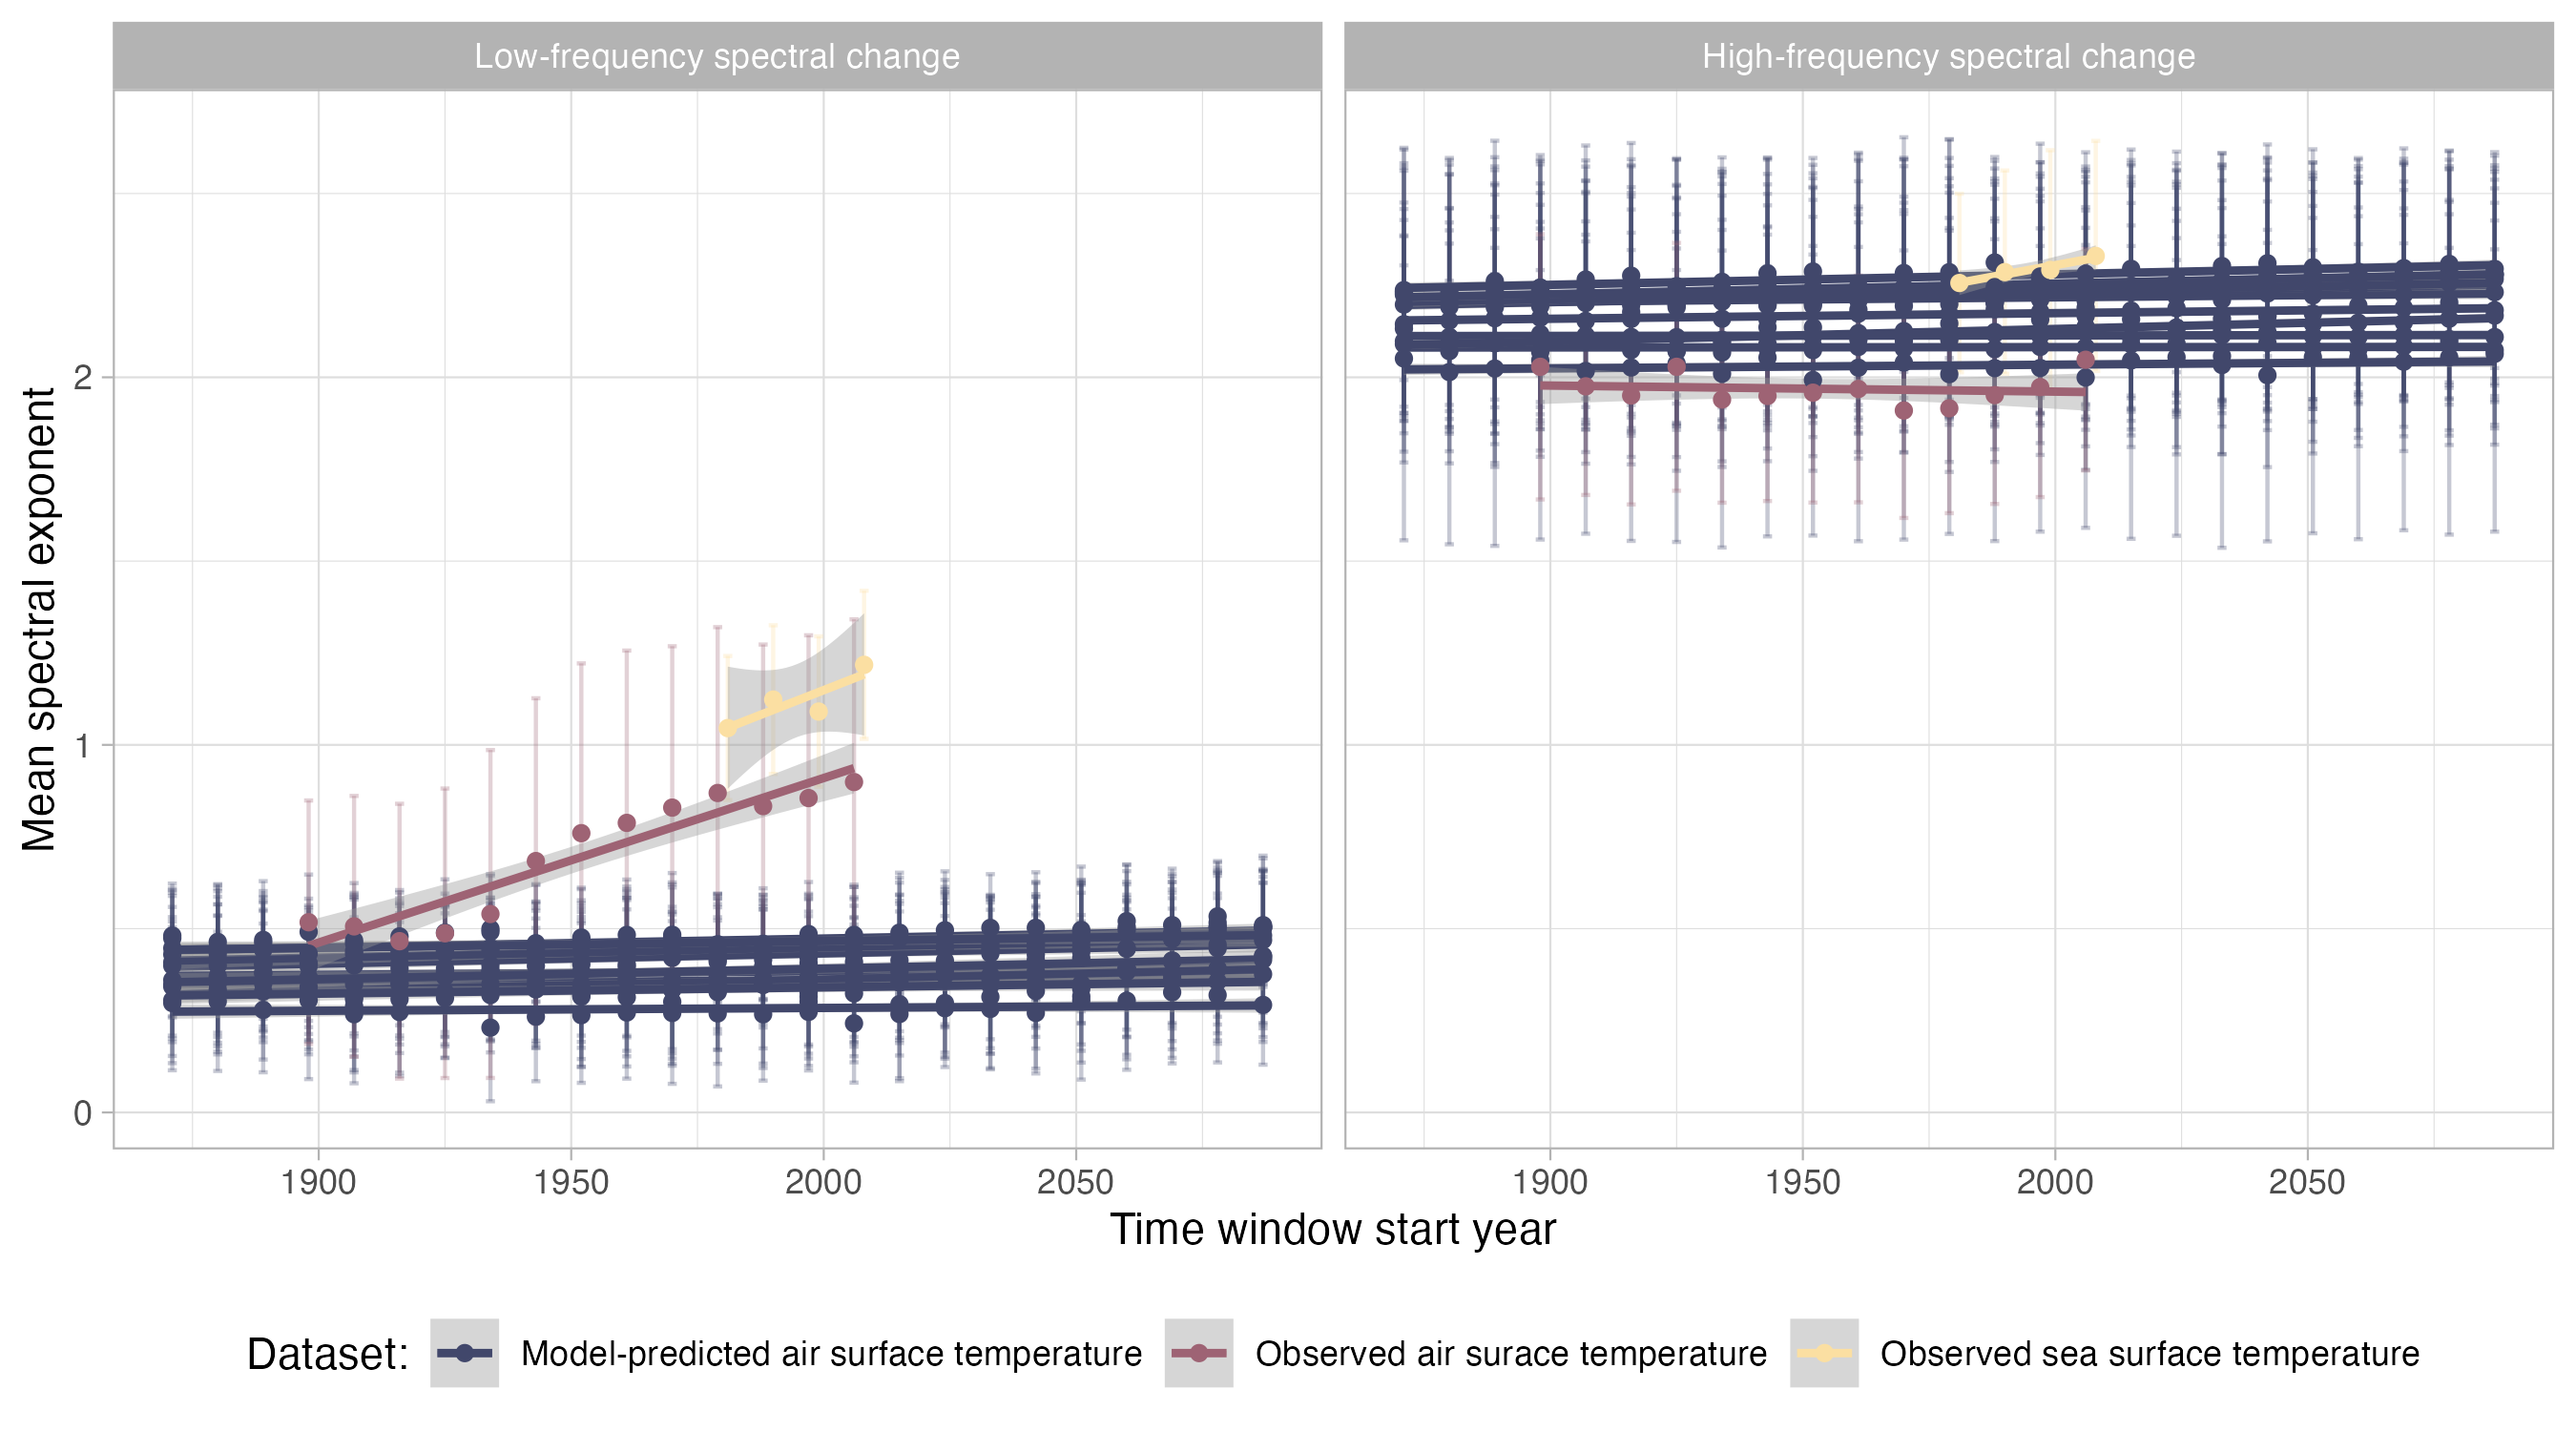 Low-frequency spectral change
High-frequency spectral change
Mean spectral exponent
2
1
0
1900 1950 2000 2050
1900 1950 2000 2050
Time window start year
Dataset: Model-predicted air surface temperature Observed air surace temperature Observed sea surface temperature